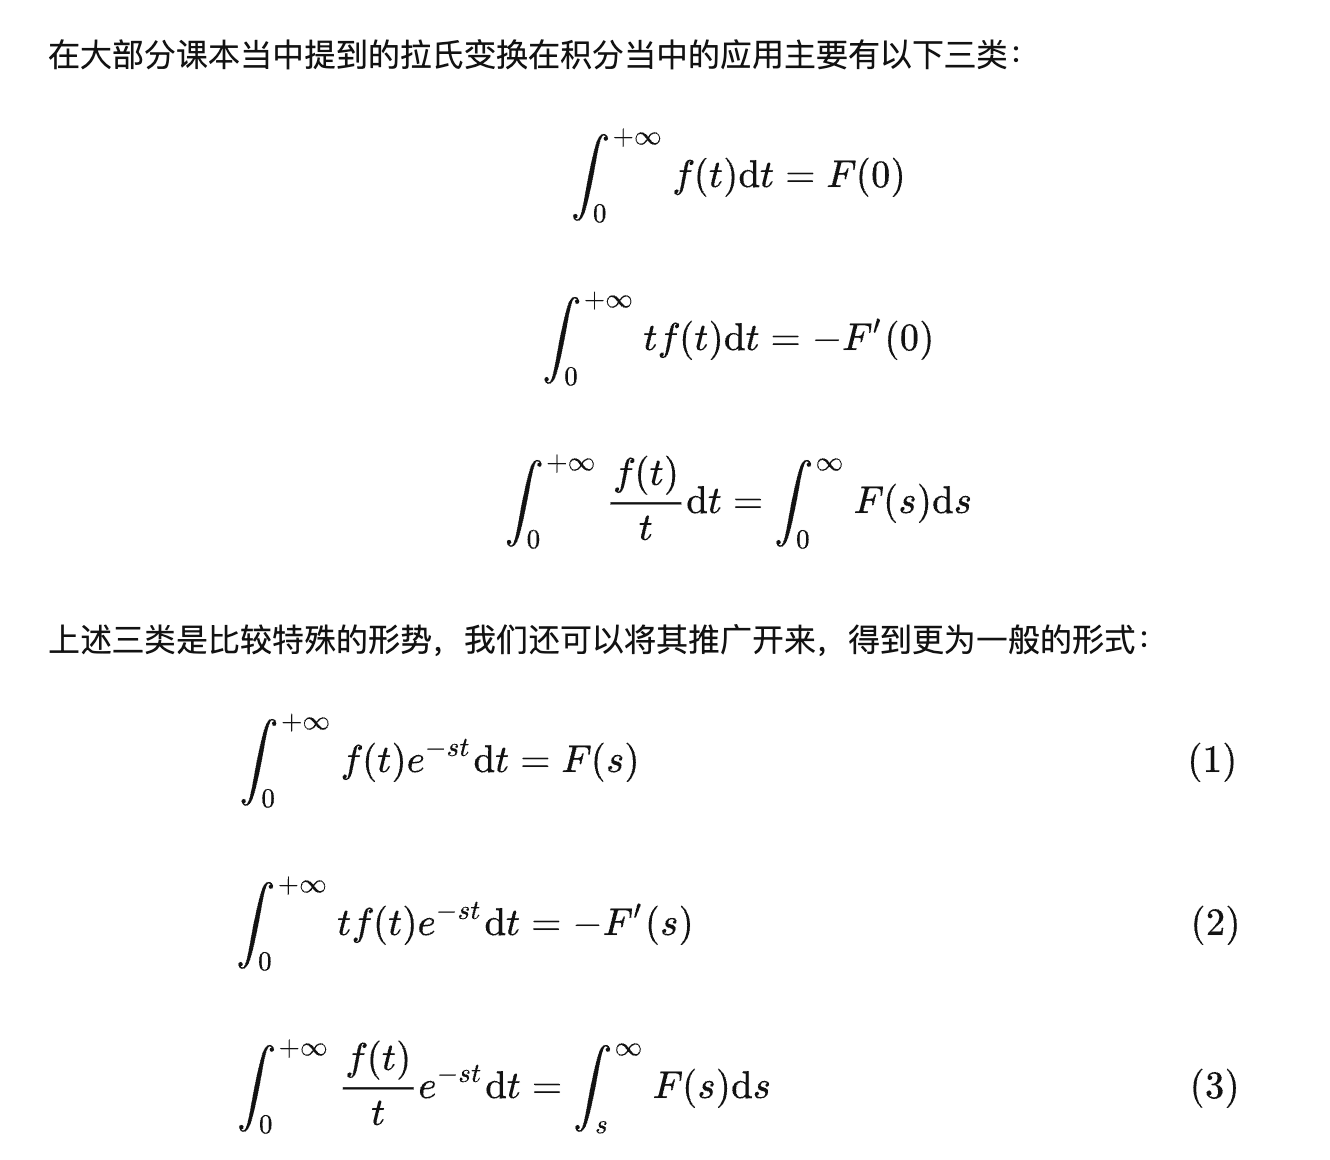 在大部分课本当中提到的拉氏变换在积分当中的应用主要有以下三类：
$$\int_0^{+\infty} f(t)\mathrm{d}t = F(0)$$
$$\int_0^{+\infty} tf(t)\mathrm{d}t = -F'(0)$$
$$\int_0^{+\infty} \frac{f(t)}{t}\mathrm{d}t = \int_0^{\infty} F(s)\mathrm{d}s$$
上述三类是比较特殊的形势，我们还可以将其推广开来，得到更为一般的形式：
$$\int_0^{+\infty} f(t)e^{-st}\mathrm{d}t = F(s) \quad (1)$$
$$\int_0^{+\infty} tf(t)e^{-st}\mathrm{d}t = -F'(s) \quad (2)$$
$$\int_0^{+\infty} \frac{f(t)}{t}e^{-st}\mathrm{d}t = \int_s^{\infty} F(s)\mathrm{d}s \quad (3)$$